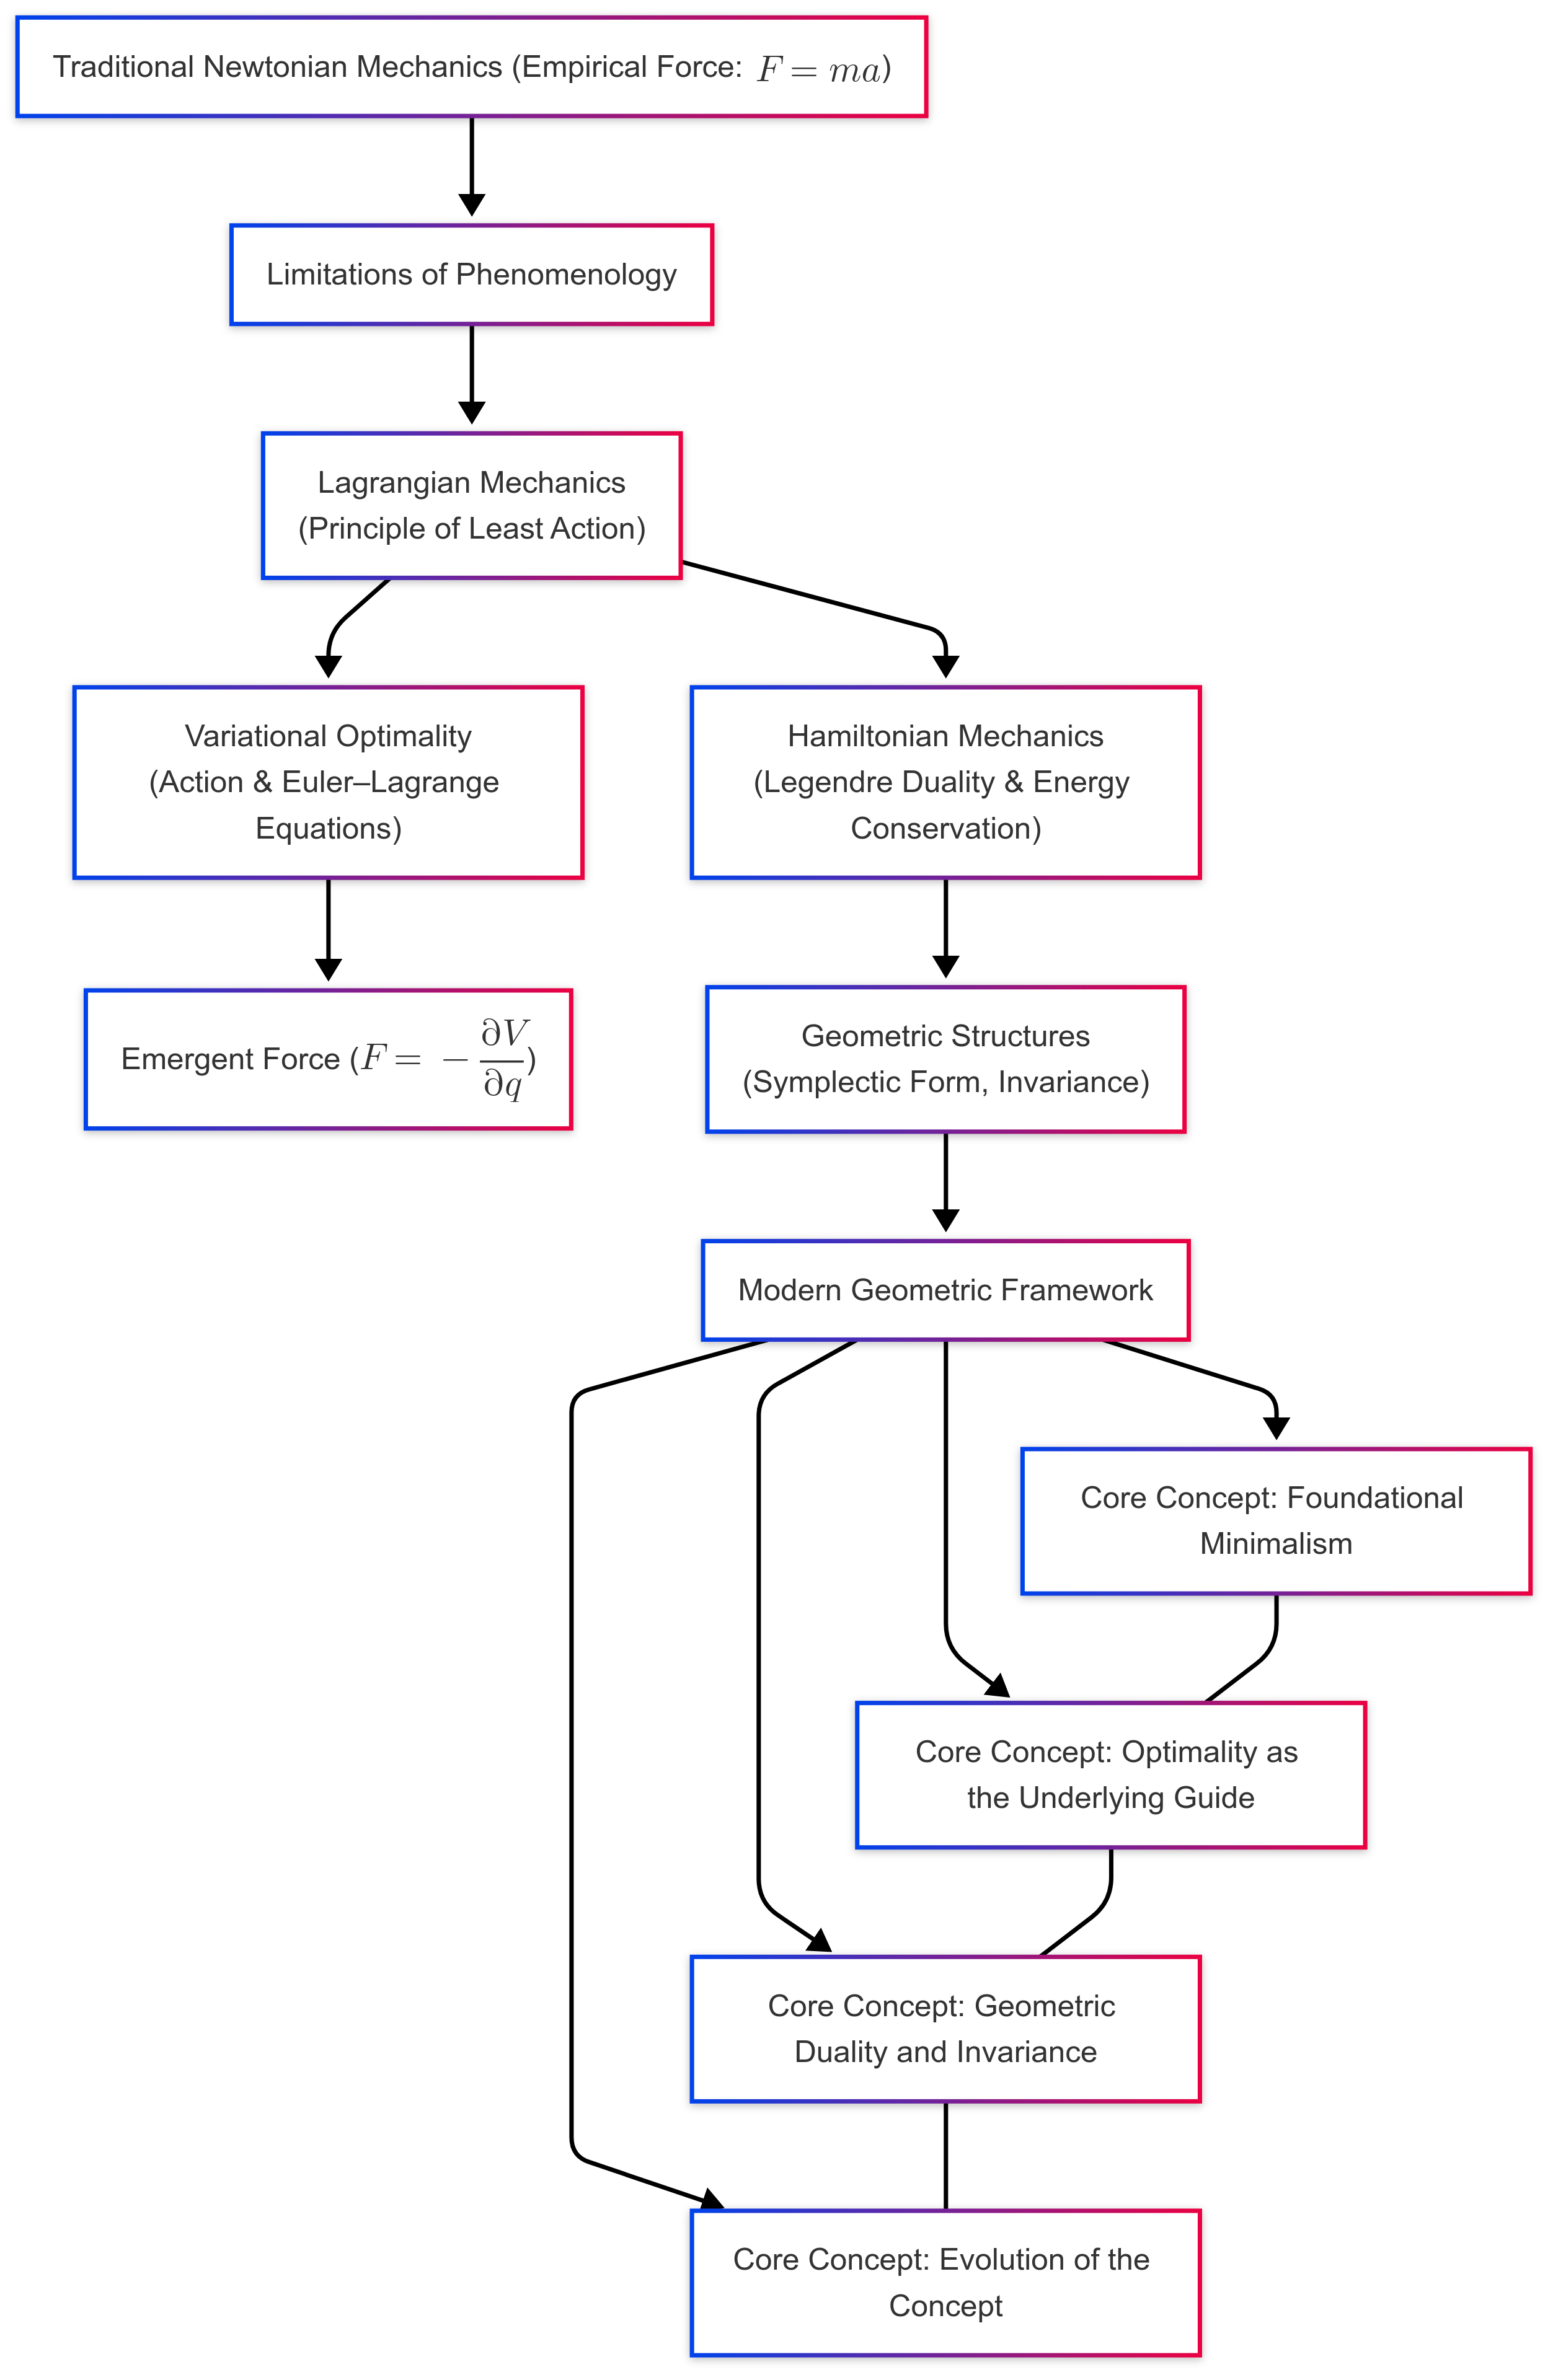 Traditional Newtonian Mechanics (Empirical Force: F = ma)
Limitations of Phenomenology
Lagrangian Mechanics
(Principle of Least Action)
Variational Optimality
(Action & Euler–Lagrange
Equations)
Hamiltonian Mechanics
(Legendre Duality & Energy
Conservation)
Emergent Force (F = −∂V/∂q)
Geometric Structures
(Symplectic Form, Invariance)
Modern Geometric Framework
Core Concept: Foundational
Minimalism
Core Concept: Optimality as
the Underlying Guide
Core Concept: Geometric
Duality and Invariance
Core Concept: Evolution of the
Concept